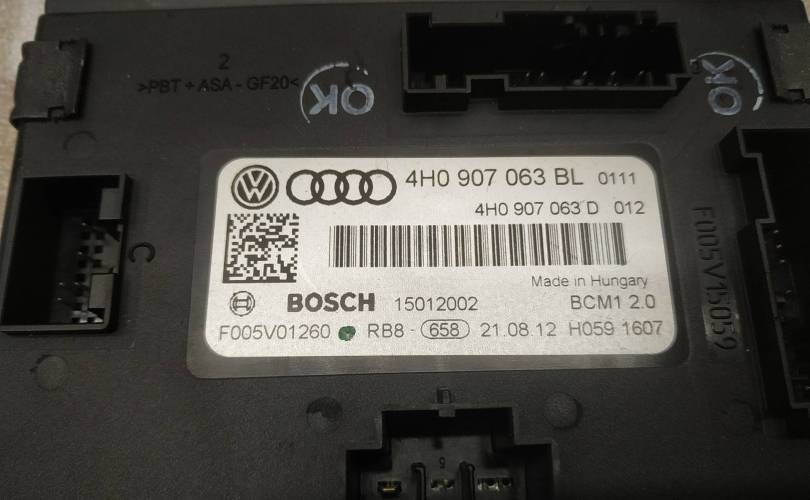 2
>PBT + ASA - GF20<
OK
OK
C
4H0 907 063 BL 0111
4H0 907 063 D 012
Made in Hungary
BOSCH 15012002 BCM1 2.0
F005V01260 RB8 - 658 21.08.12 H059 1607
F005V15059